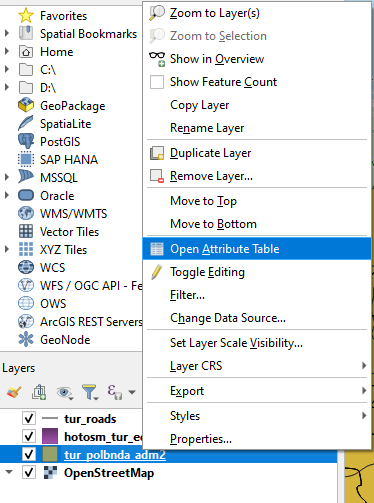 Favorites
Spatial Bookmarks
Home
C:\
D:\
GeoPackage
SpatiaLite
PostGIS
SAP HANA
MSSQL
Oracle
WMS/WMTS
Vector Tiles
XYZ Tiles
WCS
WFS / OGC API - Fe
OWS
ArcGIS REST Servers
GeoNode
Zoom to Layer(s)
Zoom to Selection
Show in Overview
Show Feature Count
Copy Layer
Rename Layer
Duplicate Layer
Remove Layer...
Move to Top
Move to Bottom
Open Attribute Table
Toggle Editing
Filter...
Change Data Source...
Set Layer Scale Visibility...
Layer CRS
Export
Styles
Properties...
Layers
tur_roads
hotosm_tur_ed
tur_polbnda_adm2
OpenStreetMap